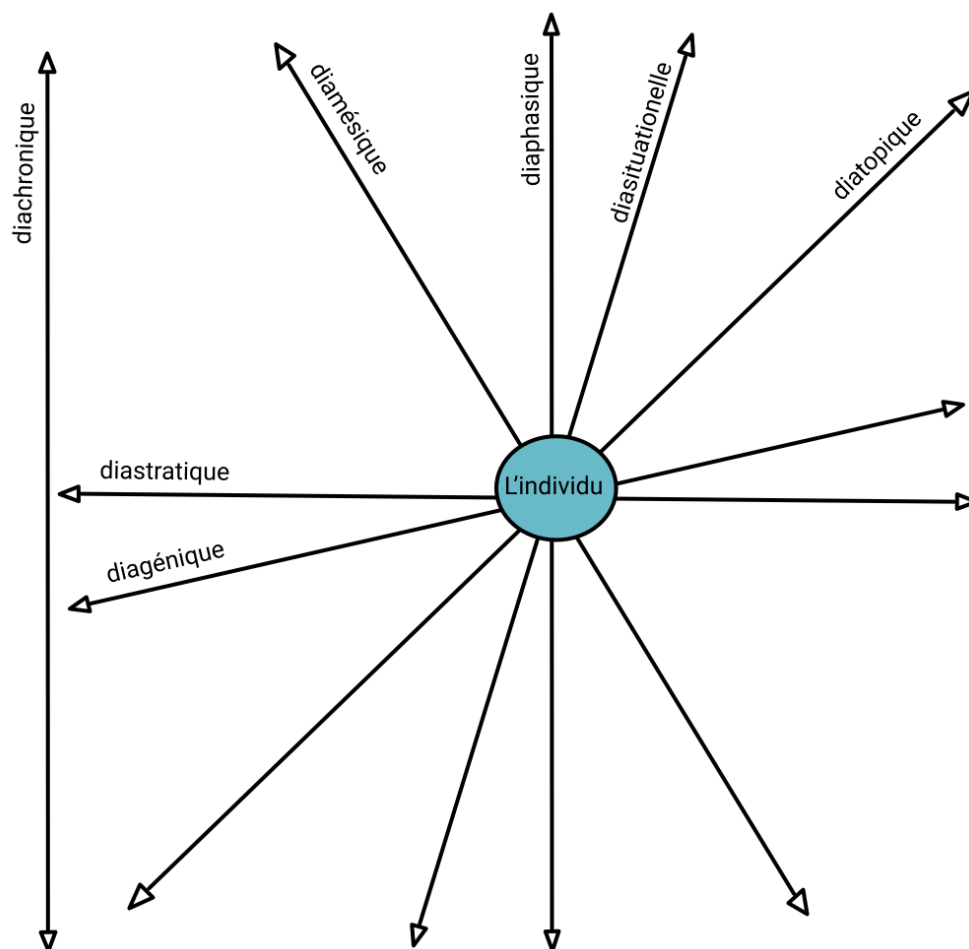 diachronique
diamésique
diaphasique
diasituationelle
diatopique
diastratique
L'individu
diagénique